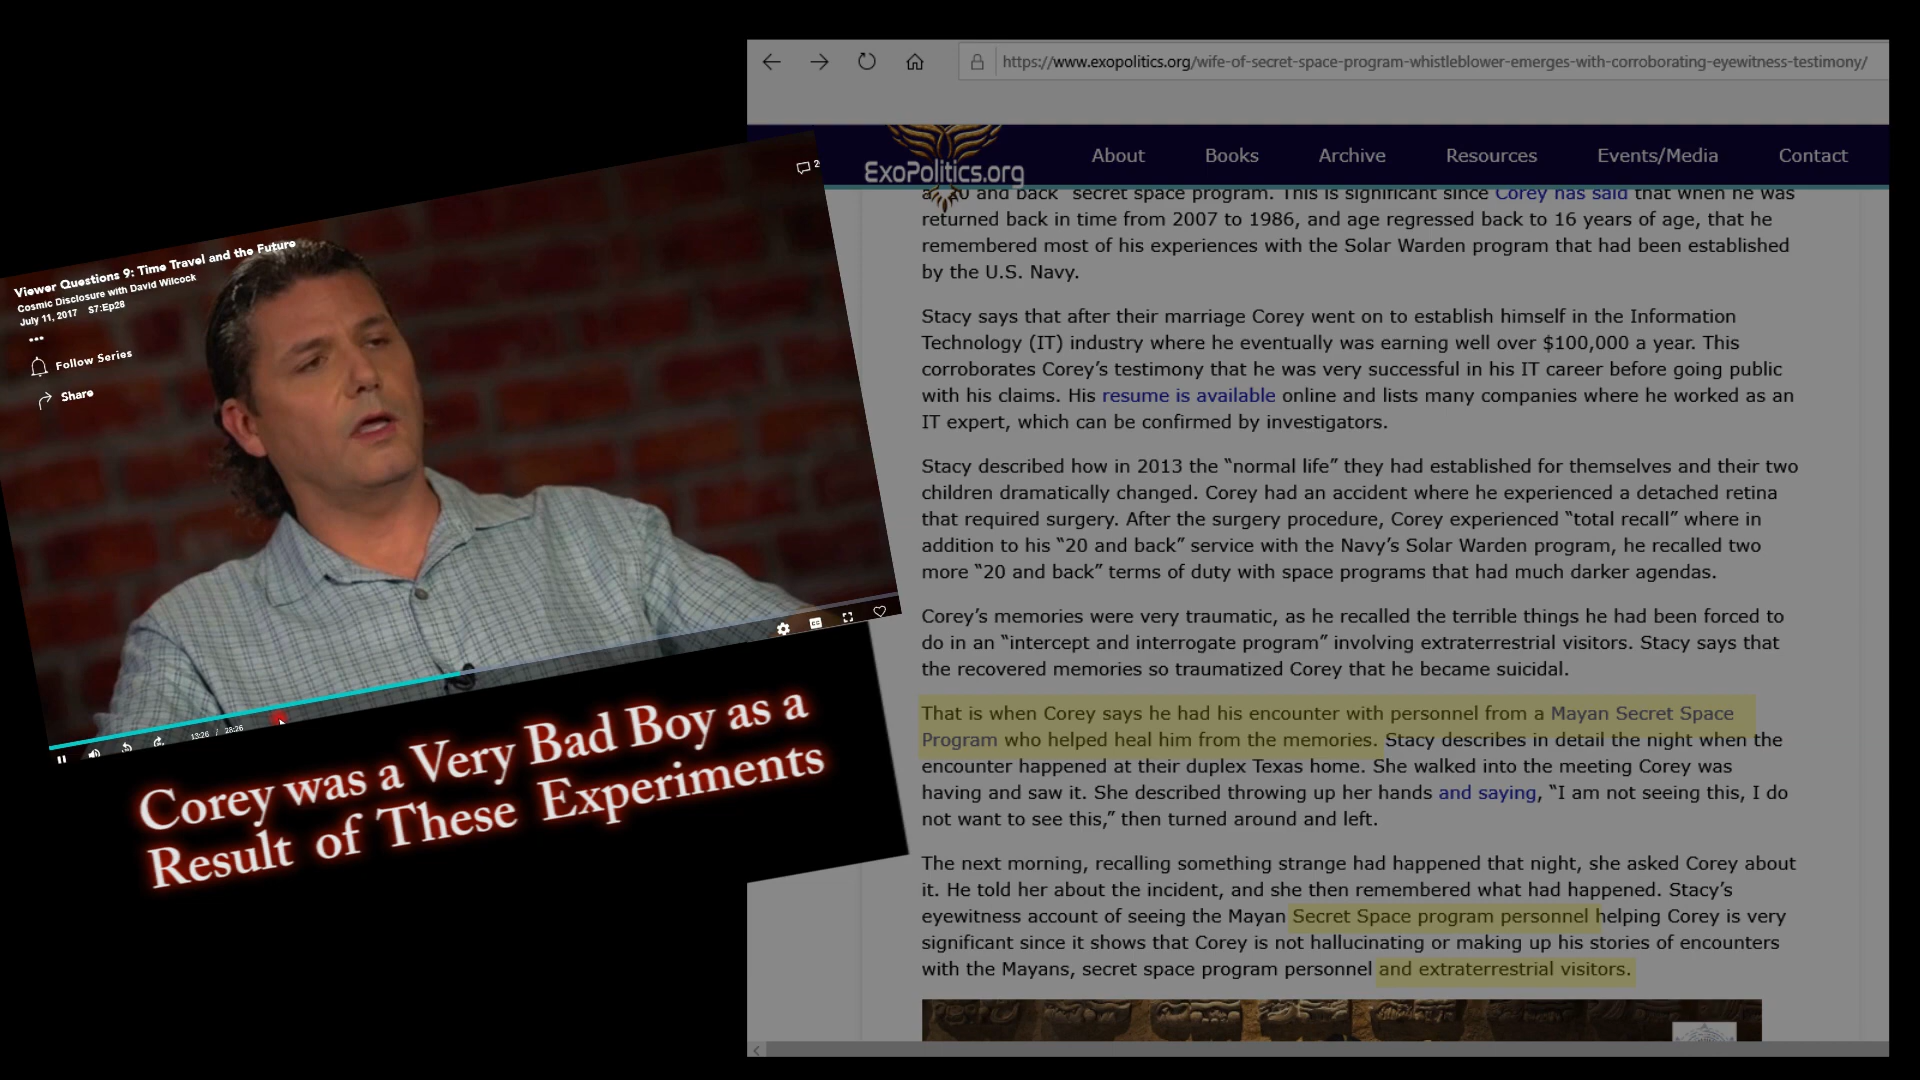 https://www.exopolitics.org/wife-of-secret-space-program-whistleblower-emerges-with-corroborating-eyewitness-testimony/
ExoPolitics.org
About
Books
Archive
Resources
Events/Media
Contact
and back" secret space program. This is significant since Corey has said that when he was
returned back in time from 2007 to 1986, and age regressed back to 16 years of age, that he
remembered most of his experiences with the Solar Warden program that had been established
by the U.S. Navy.
Stacy says that after their marriage Corey went on to establish himself in the Information
Technology (IT) industry where he eventually was earning well over $100,000 a year. This
corroborates Corey’s testimony that he was very successful in his IT career before going public
with his claims. His resume is available online and lists many companies where he worked as an
IT expert, which can be confirmed by investigators.
Stacy described how in 2013 the “normal life” they had established for themselves and their two
children dramatically changed. Corey had an accident where he experienced a detached retina
that required surgery. After the surgery procedure, Corey experienced “total recall” where in
addition to his “20 and back” service with the Navy’s Solar Warden program, he recalled two
more “20 and back” terms of duty with space programs that had much darker agendas.
Corey’s memories were very traumatic, as he recalled the terrible things he had been forced to
do in an “intercept and interrogate program” involving extraterrestrial visitors. Stacy says that
the recovered memories so traumatized Corey that he became suicidal.
That is when Corey says he had his encounter with personnel from a Mayan Secret Space
Program who helped heal him from the memories. Stacy describes in detail the night when the
encounter happened at their duplex Texas home. She walked into the meeting Corey was
having and saw it. She described throwing up her hands and saying, “I am not seeing this, I do
not want to see this,” then turned around and left.
The next morning, recalling something strange had happened that night, she asked Corey about
it. He told her about the incident, and she then remembered what had happened. Stacy’s
eyewitness account of seeing the Mayan Secret Space program personnel helping Corey is very
significant since it shows that Corey is not hallucinating or making up his stories of encounters
with the Mayans, secret space program personnel and extraterrestrial visitors.
Viewer Questions 9: Time Travel and the Future
Cosmic Disclosure with David Wilcock
July 11, 2017 S7:Ep28
Follow Series
Share
13:26 / 28:26
Corey was a Very Bad Boy as a
Result of These Experiments